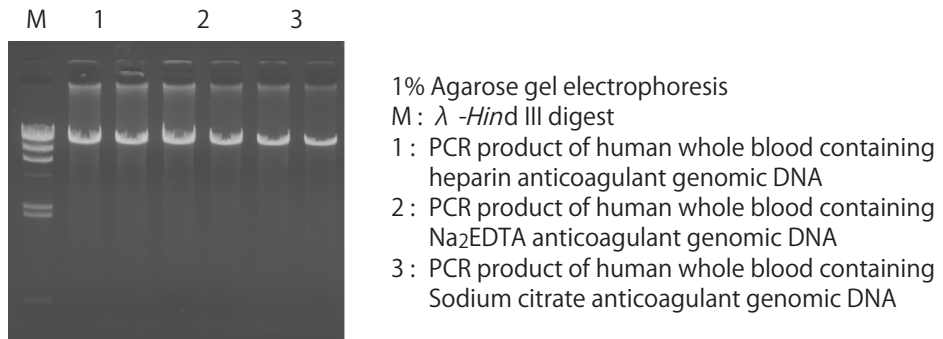 M 1 2 3
1% Agarose gel electrophoresis
M : λ -Hind III digest
1 : PCR product of human whole blood containing
heparin anticoagulant genomic DNA
2 : PCR product of human whole blood containing
Na2EDTA anticoagulant genomic DNA
3 : PCR product of human whole blood containing
Sodium citrate anticoagulant genomic DNA